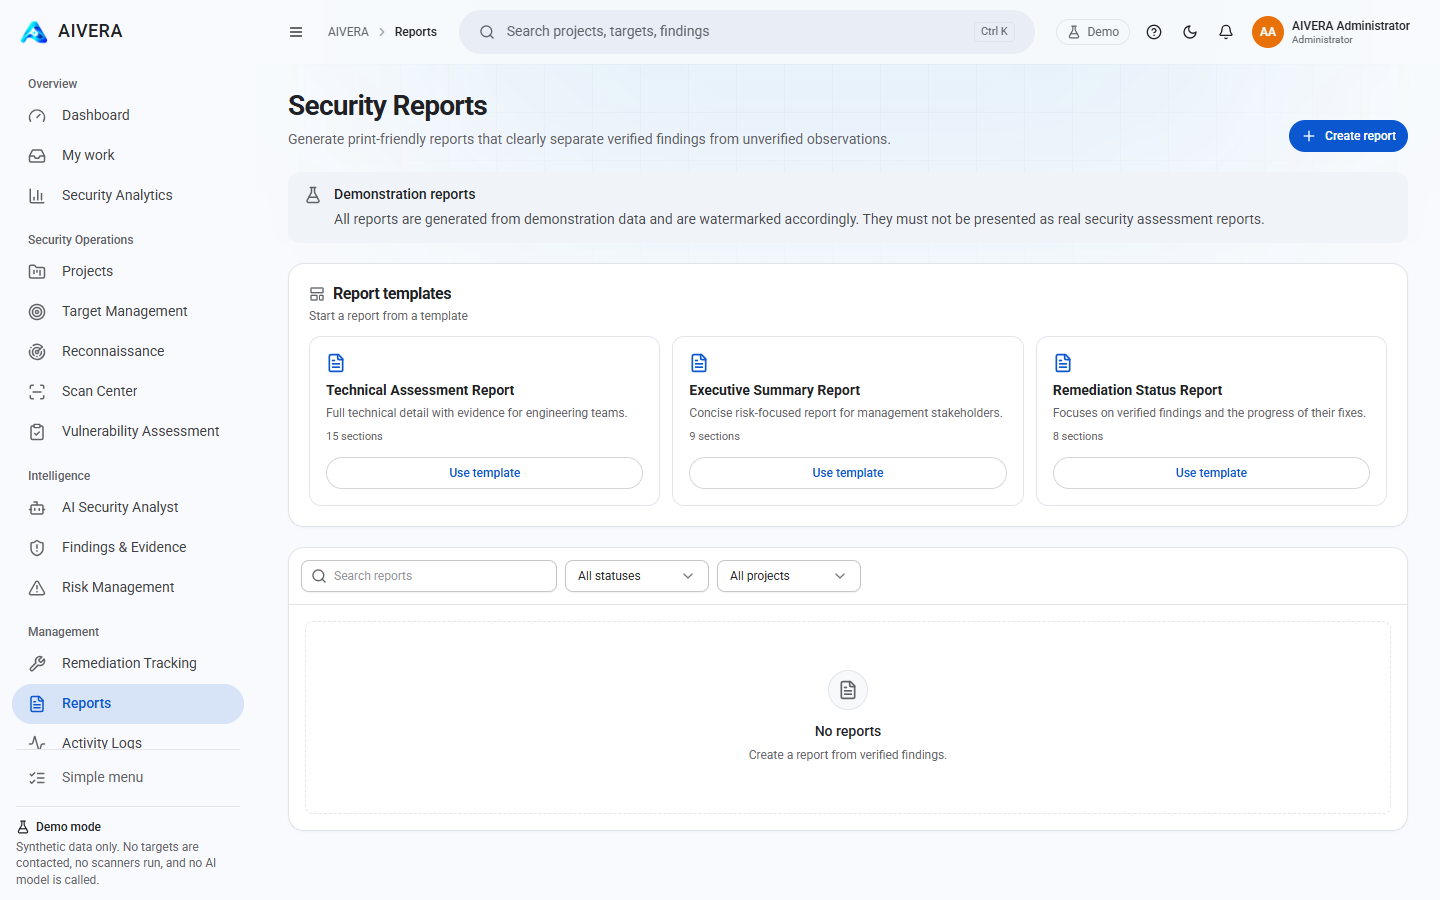 AIVERA
AIVERA > Reports
Search projects, targets, findings
Ctrl K
Demo
AA
AIVERA Administrator
Administrator
Overview
Dashboard
My work
Security Analytics
Security Operations
Projects
Target Management
Reconnaissance
Scan Center
Vulnerability Assessment
Intelligence
AI Security Analyst
Findings & Evidence
Risk Management
Management
Remediation Tracking
Reports
Activity Logs
Simple menu
Demo mode
Synthetic data only. No targets are
contacted, no scanners run, and no AI
model is called.
Security Reports
Generate print-friendly reports that clearly separate verified findings from unverified observations.
Create report
Demonstration reports
All reports are generated from demonstration data and are watermarked accordingly. They must not be presented as real security assessment reports.
Report templates
Start a report from a template
Technical Assessment Report
Full technical detail with evidence for engineering teams.
15 sections
Use template
Executive Summary Report
Concise risk-focused report for management stakeholders.
9 sections
Use template
Remediation Status Report
Focuses on verified findings and the progress of their fixes.
8 sections
Use template
Search reports
All statuses
All projects
No reports
Create a report from verified findings.